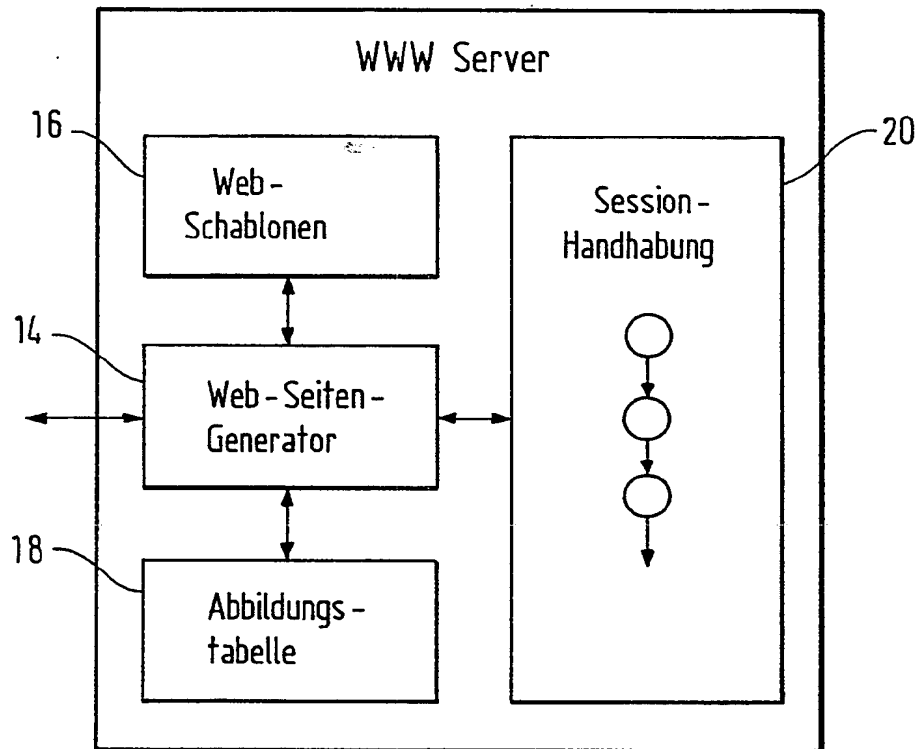 WWW Server
16
Web-
Schablonen
20
Session-
Handhabung
14
Web-Seiten-
Generator
18
Abbildungs-
tabelle